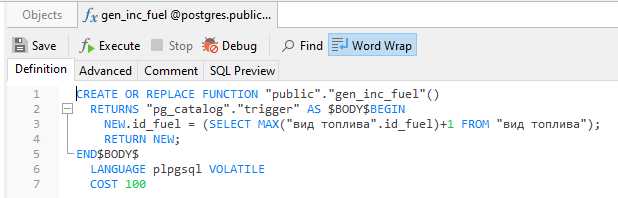 Objects
gen_inc_fuel @postgres.public...
Save Execute Stop Debug Find Word Wrap
Definition Advanced Comment SQL Preview
1 CREATE OR REPLACE FUNCTION "public"."gen_inc_fuel"()
2 RETURNS "pg_catalog"."trigger" AS $BODY$BEGIN
3 NEW.id_fuel = (SELECT MAX("вид топлива".id_fuel)+1 FROM "вид топлива");
4 RETURN NEW;
5 END$BODY$
6 LANGUAGE plpgsql VOLATILE
7 COST 100